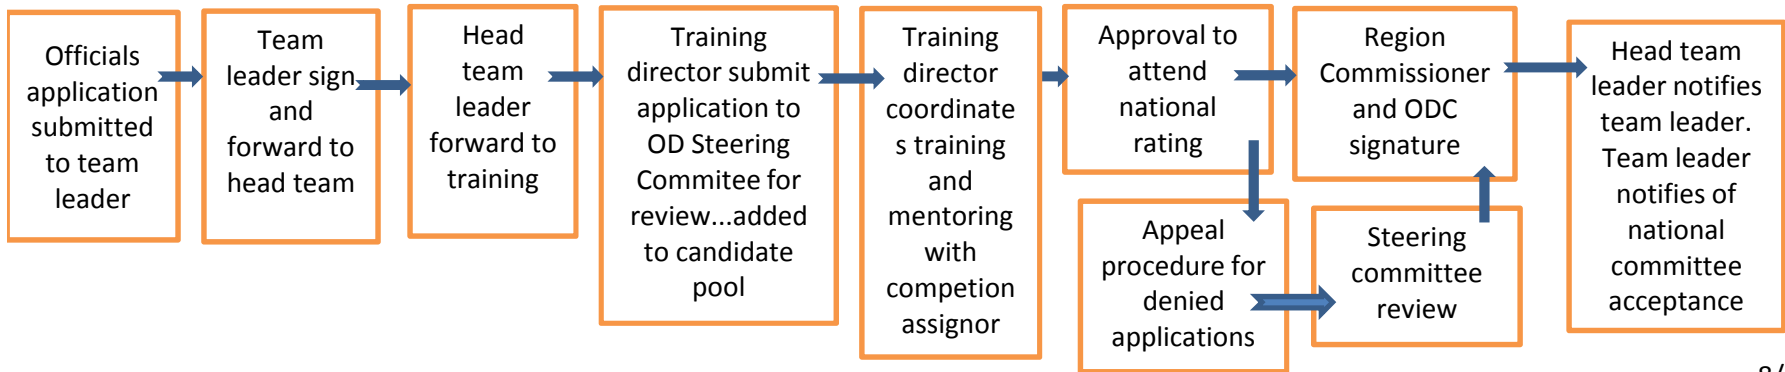 Officials
application
submitted
to team
leader
Team
leader sign
and
forward to
head team
Head
team
leader
forward to
training
Training
director submit
application to
OD Steering
Commitee for
review...added
to candidate
pool
Training
director
coordinate
s training
and
mentoring
with
competion
assignor
Approval to
attend
national
rating
Appeal
procedure for
denied
applications
Region
Commissioner
and ODC
signature
Steering
committee
review
Head team
leader notifies
team leader.
Team leader
notifies of
national
committee
acceptance